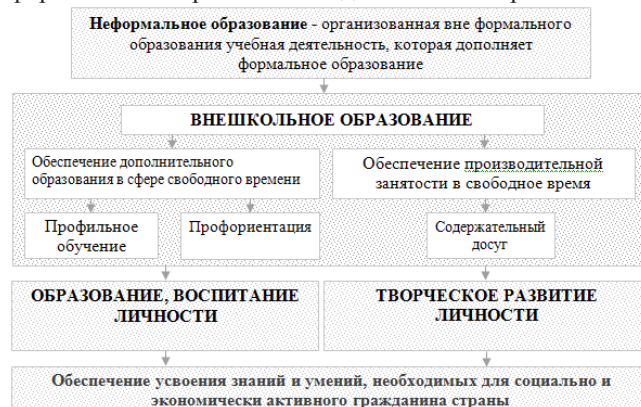 Неформальное образование - организованная вне формального
образования учебная деятельность, которая дополняет
формальное образование
ВНЕШКОЛЬНОЕ ОБРАЗОВАНИЕ
Обеспечение дополнительного
образования в сфере свободного времени
Обеспечение производительной
занятости в свободное время
Профильное
обучение
Профориентация
Содержательный
досуг
ОБРАЗОВАНИЕ, ВОСПИТАНИЕ
ЛИЧНОСТИ
ТВОРЧЕСКОЕ РАЗВИТИЕ
ЛИЧНОСТИ
Обеспечение усвоения знаний и умений, необходимых для социально и
экономически активного гражданина страны